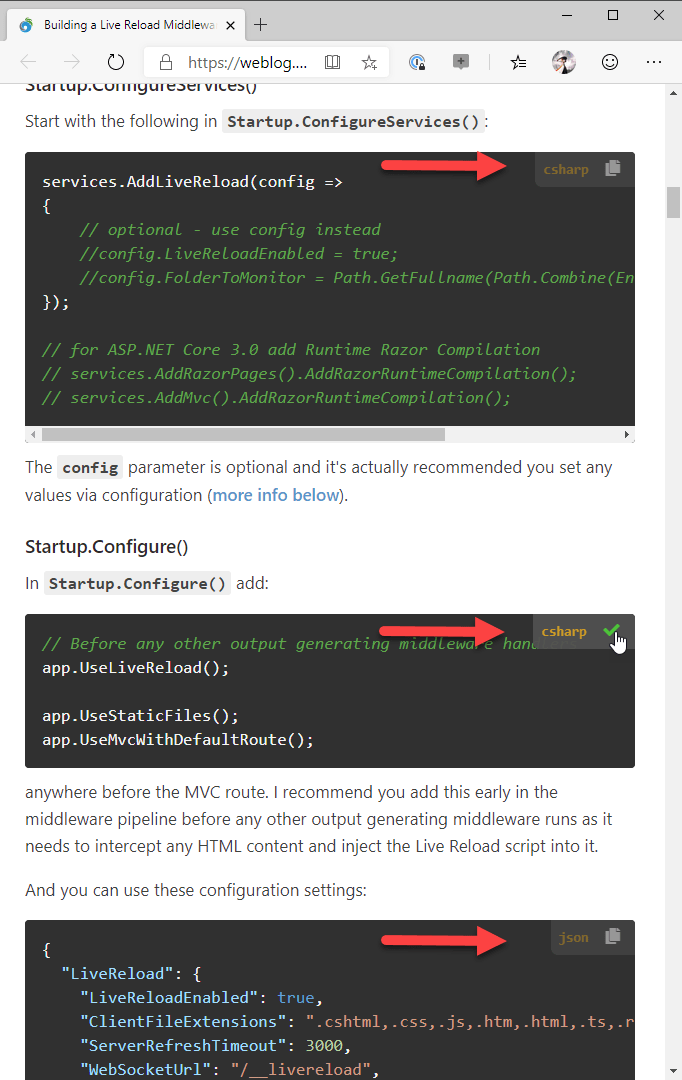 Building a Live Reload Middlewa
https://weblog....
Startup.ConfigureServices()
Start with the following in Startup.ConfigureServices():
csharp
services.AddLiveReload(config =>
{
// optional - use config instead
//config.LiveReloadEnabled = true;
//config.FolderToMonitor = Path.GetFullname(Path.Combine(En
});
// for ASP.NET Core 3.0 add Runtime Razor Compilation
// services.AddRazorPages().AddRazorRuntimeCompilation();
// services.AddMvc().AddRazorRuntimeCompilation();
The config parameter is optional and it's actually recommended you set any
values via configuration (more info below).
Startup.Configure()
In Startup.Configure() add:
csharp
// Before any other output generating middleware
app.UseLiveReload();
app.UseStaticFiles();
app.UseMvcWithDefaultRoute();
anywhere before the MVC route. I recommend you add this early in the
middleware pipeline before any other output generating middleware runs as it
needs to intercept any HTML content and inject the Live Reload script into it.
And you can use these configuration settings:
json
{
"LiveReload": {
"LiveReloadEnabled": true,
"ClientFileExtensions": ".cshtml,.css,.js,.htm,.html,.ts,.r
"ServerRefreshTimeout": 3000,
"WebSocketUrl": "/__livereload",